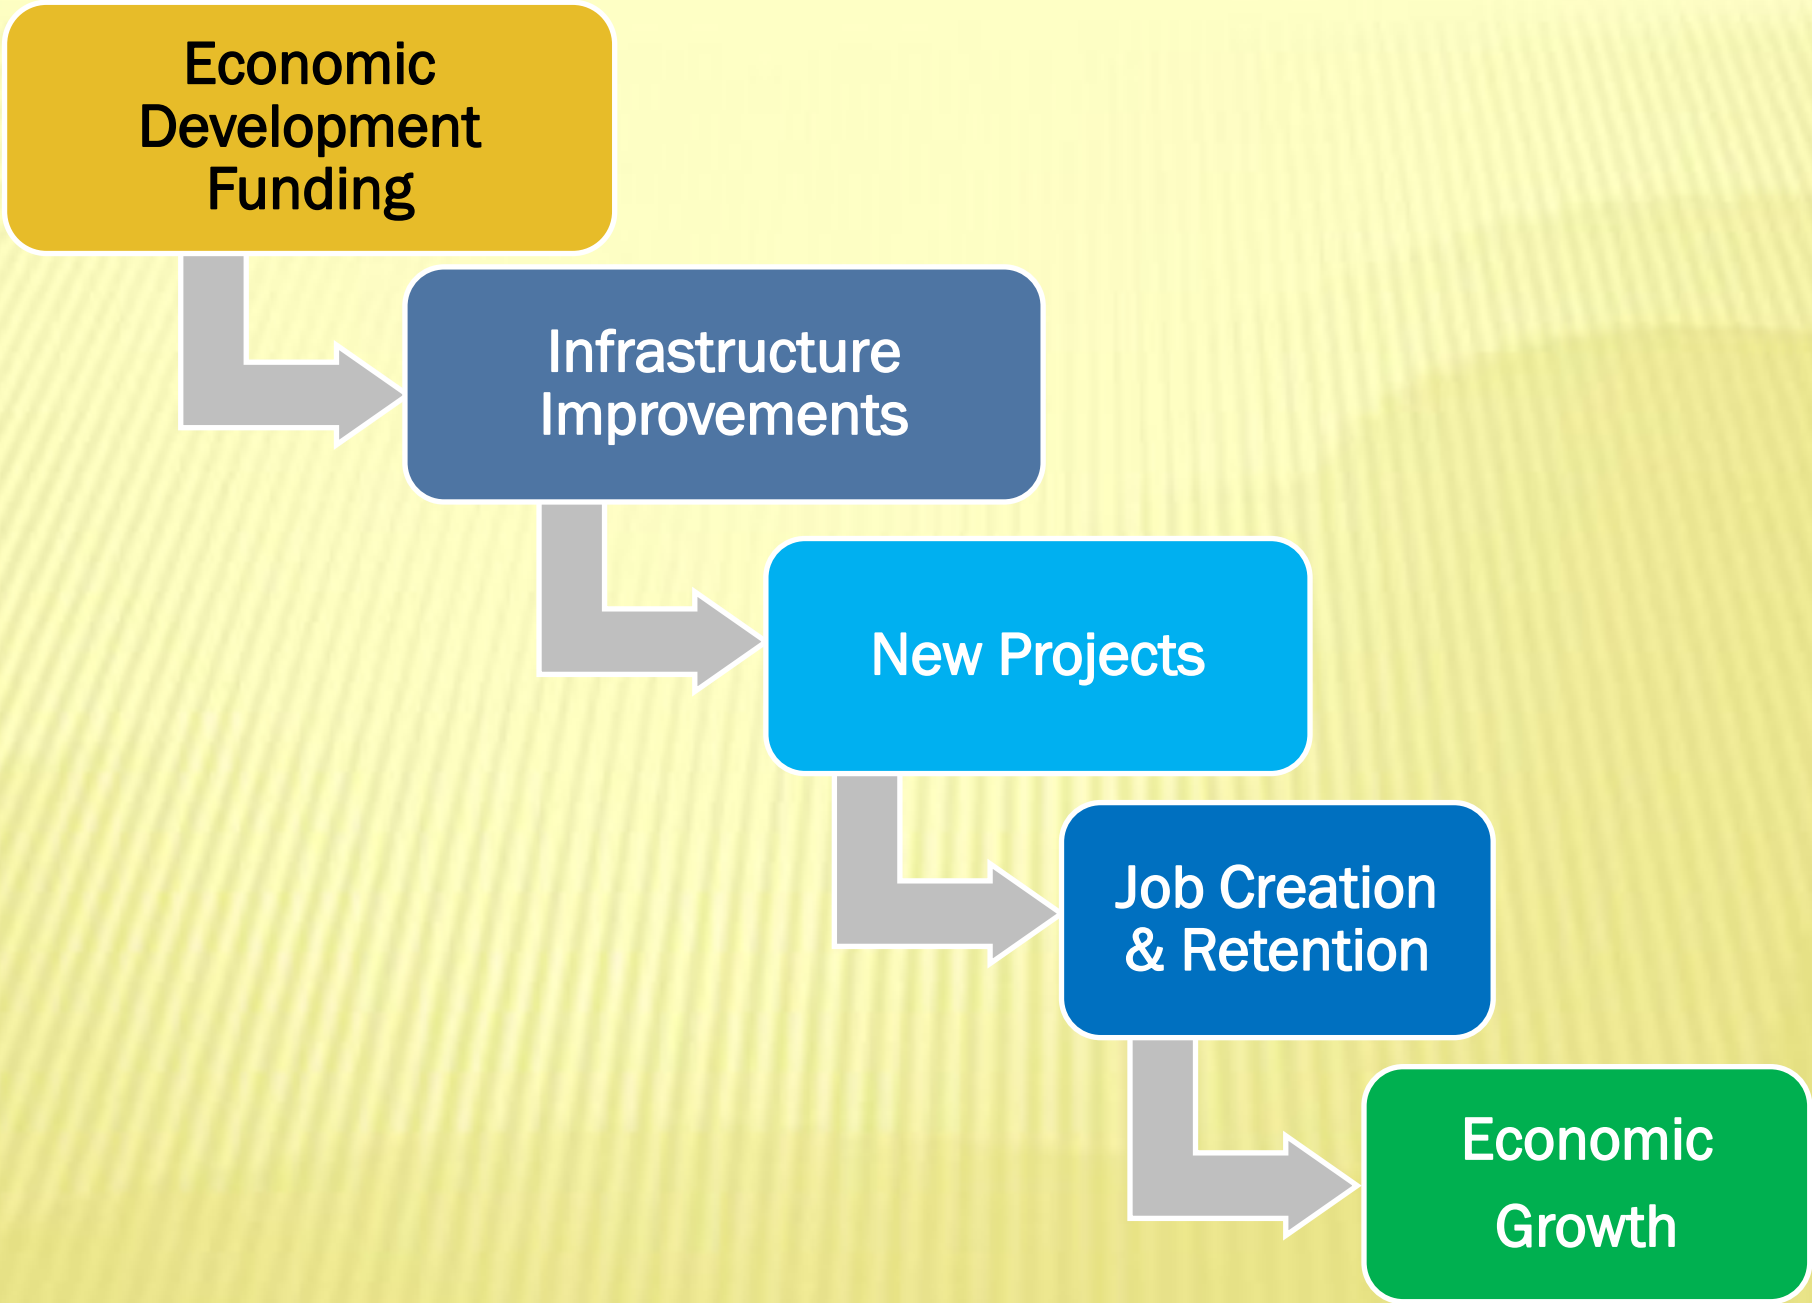 Economic
Development
Funding
Infrastructure
Improvements
New Projects
Job Creation
& Retention
Economic
Growth